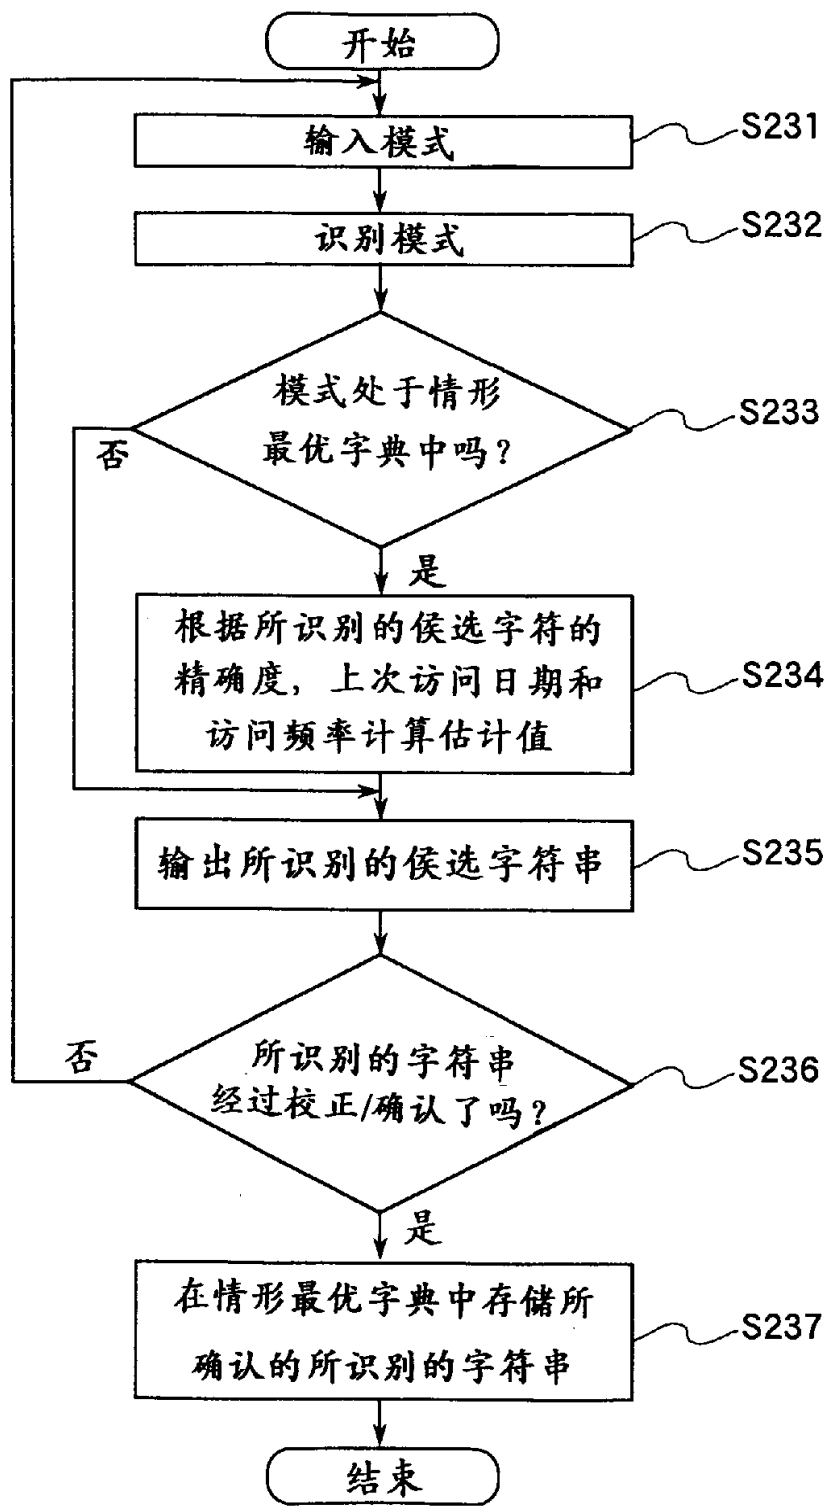 开始
输入模式
S231
识别模式
S232
模式处于情形
最优字典中吗？
S233
否
是
根据所识别的侯选字符的
精确度，上次访问日期和
访问频率计算估计值
S234
输出所识别的侯选字符串
S235
所识别的字符串
经过校正/确认了吗？
S236
否
是
在情形最优字典中存储所
确认的所识别的字符串
S237
结束